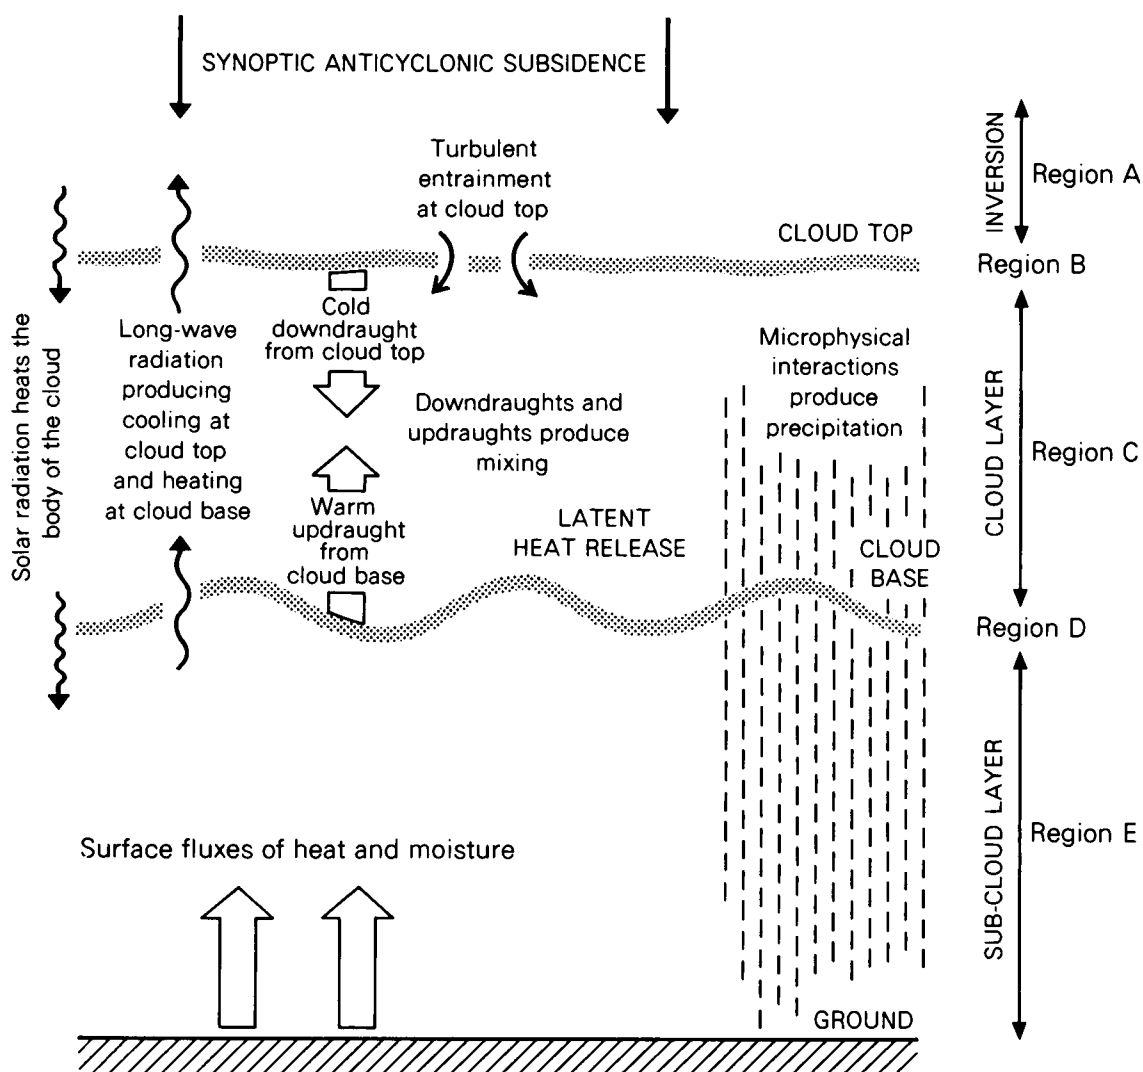 SYNOPTIC ANTICYCLONIC SUBSIDENCE
Turbulent
entrainment
at cloud top
INVERSION
Region A
CLOUD TOP
Region B
Solar radiation heats the
body of the cloud
Long-wave
radiation
producing
cooling at
cloud top
and heating
at cloud base
Cold
downdraught
from cloud top
Downdraughts and
updraughts produce
mixing
Warm
updraught
from
cloud base
Microphysical
interactions
produce
precipitation
LATENT
HEAT RELEASE
CLOUD
BASE
CLOUD LAYER
Region C
Region D
Surface fluxes of heat and moisture
SUB-CLOUD LAYER
Region E
GROUND